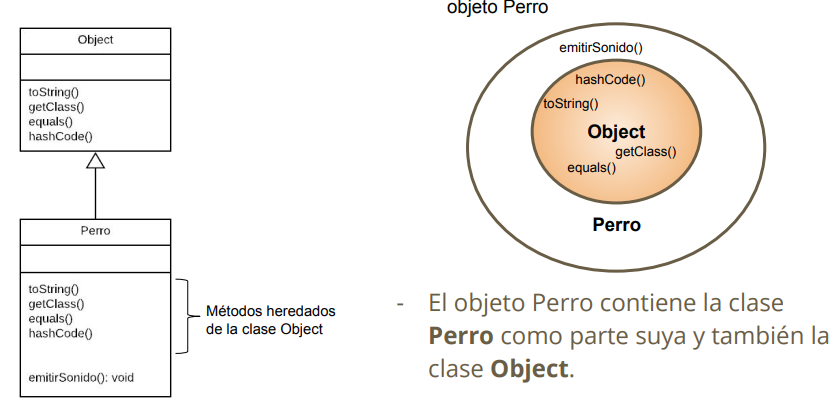 Object
toString()
getClass()
equals()
hashCode()
Perro
toString()
getClass()
equals()
hashCode()
emitirSonido(): void
Métodos heredados
de la clase Object
objeto Perro
emitirSonido()
hashCode()
toString()
Object
getClass()
equals()
Perro
- El objeto Perro contiene la clase
Perro como parte suya y también la
clase Object.